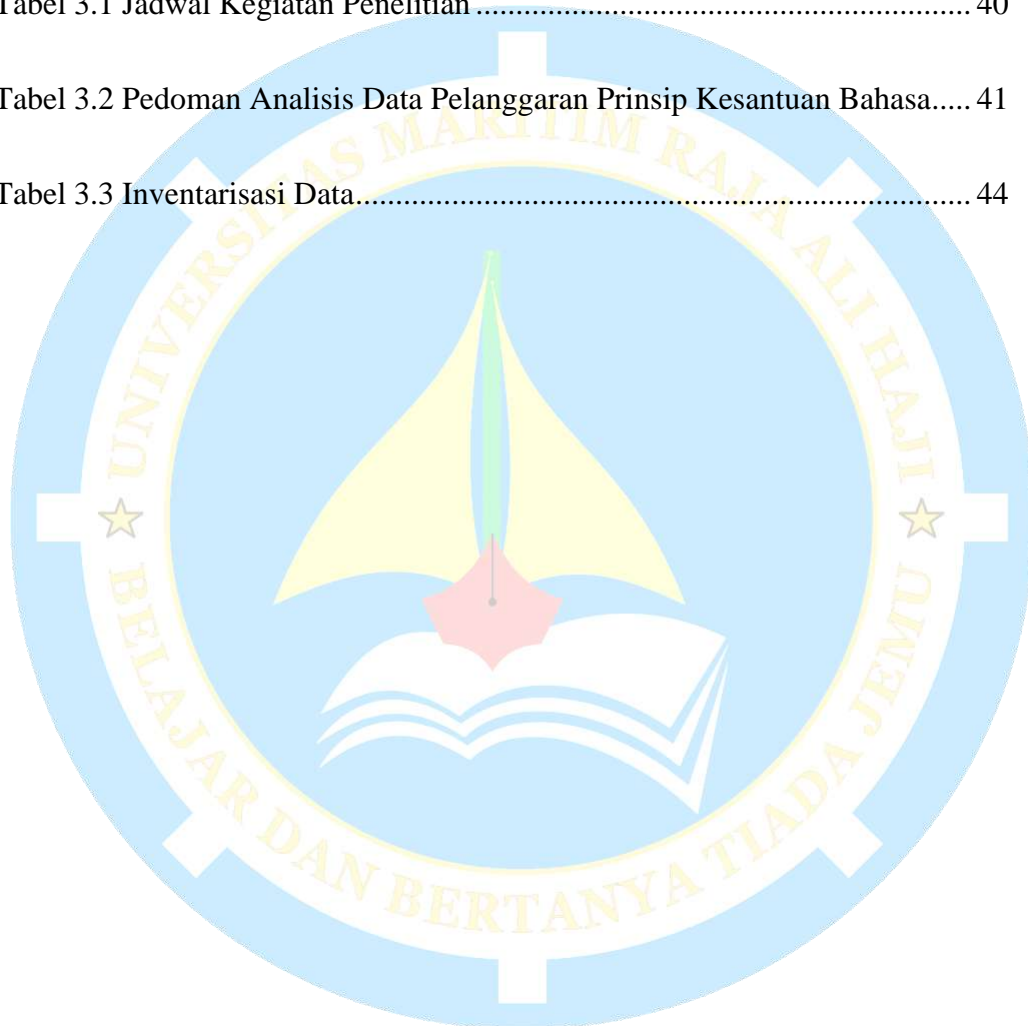 Tabel 3.1 Jadwal Kegiatan Penelitian .............................................................. 40
Tabel 3.2 Pedoman Analisis Data Pelanggaran Prinsip Kesantuan Bahasa..... 41
Tabel 3.3 Inventarisasi Data............................................................................. 44
UNIVERSITAS MARITIM RAJA ALI HAJI
BELAJAR DAN BERTANYA TIADA JEMU